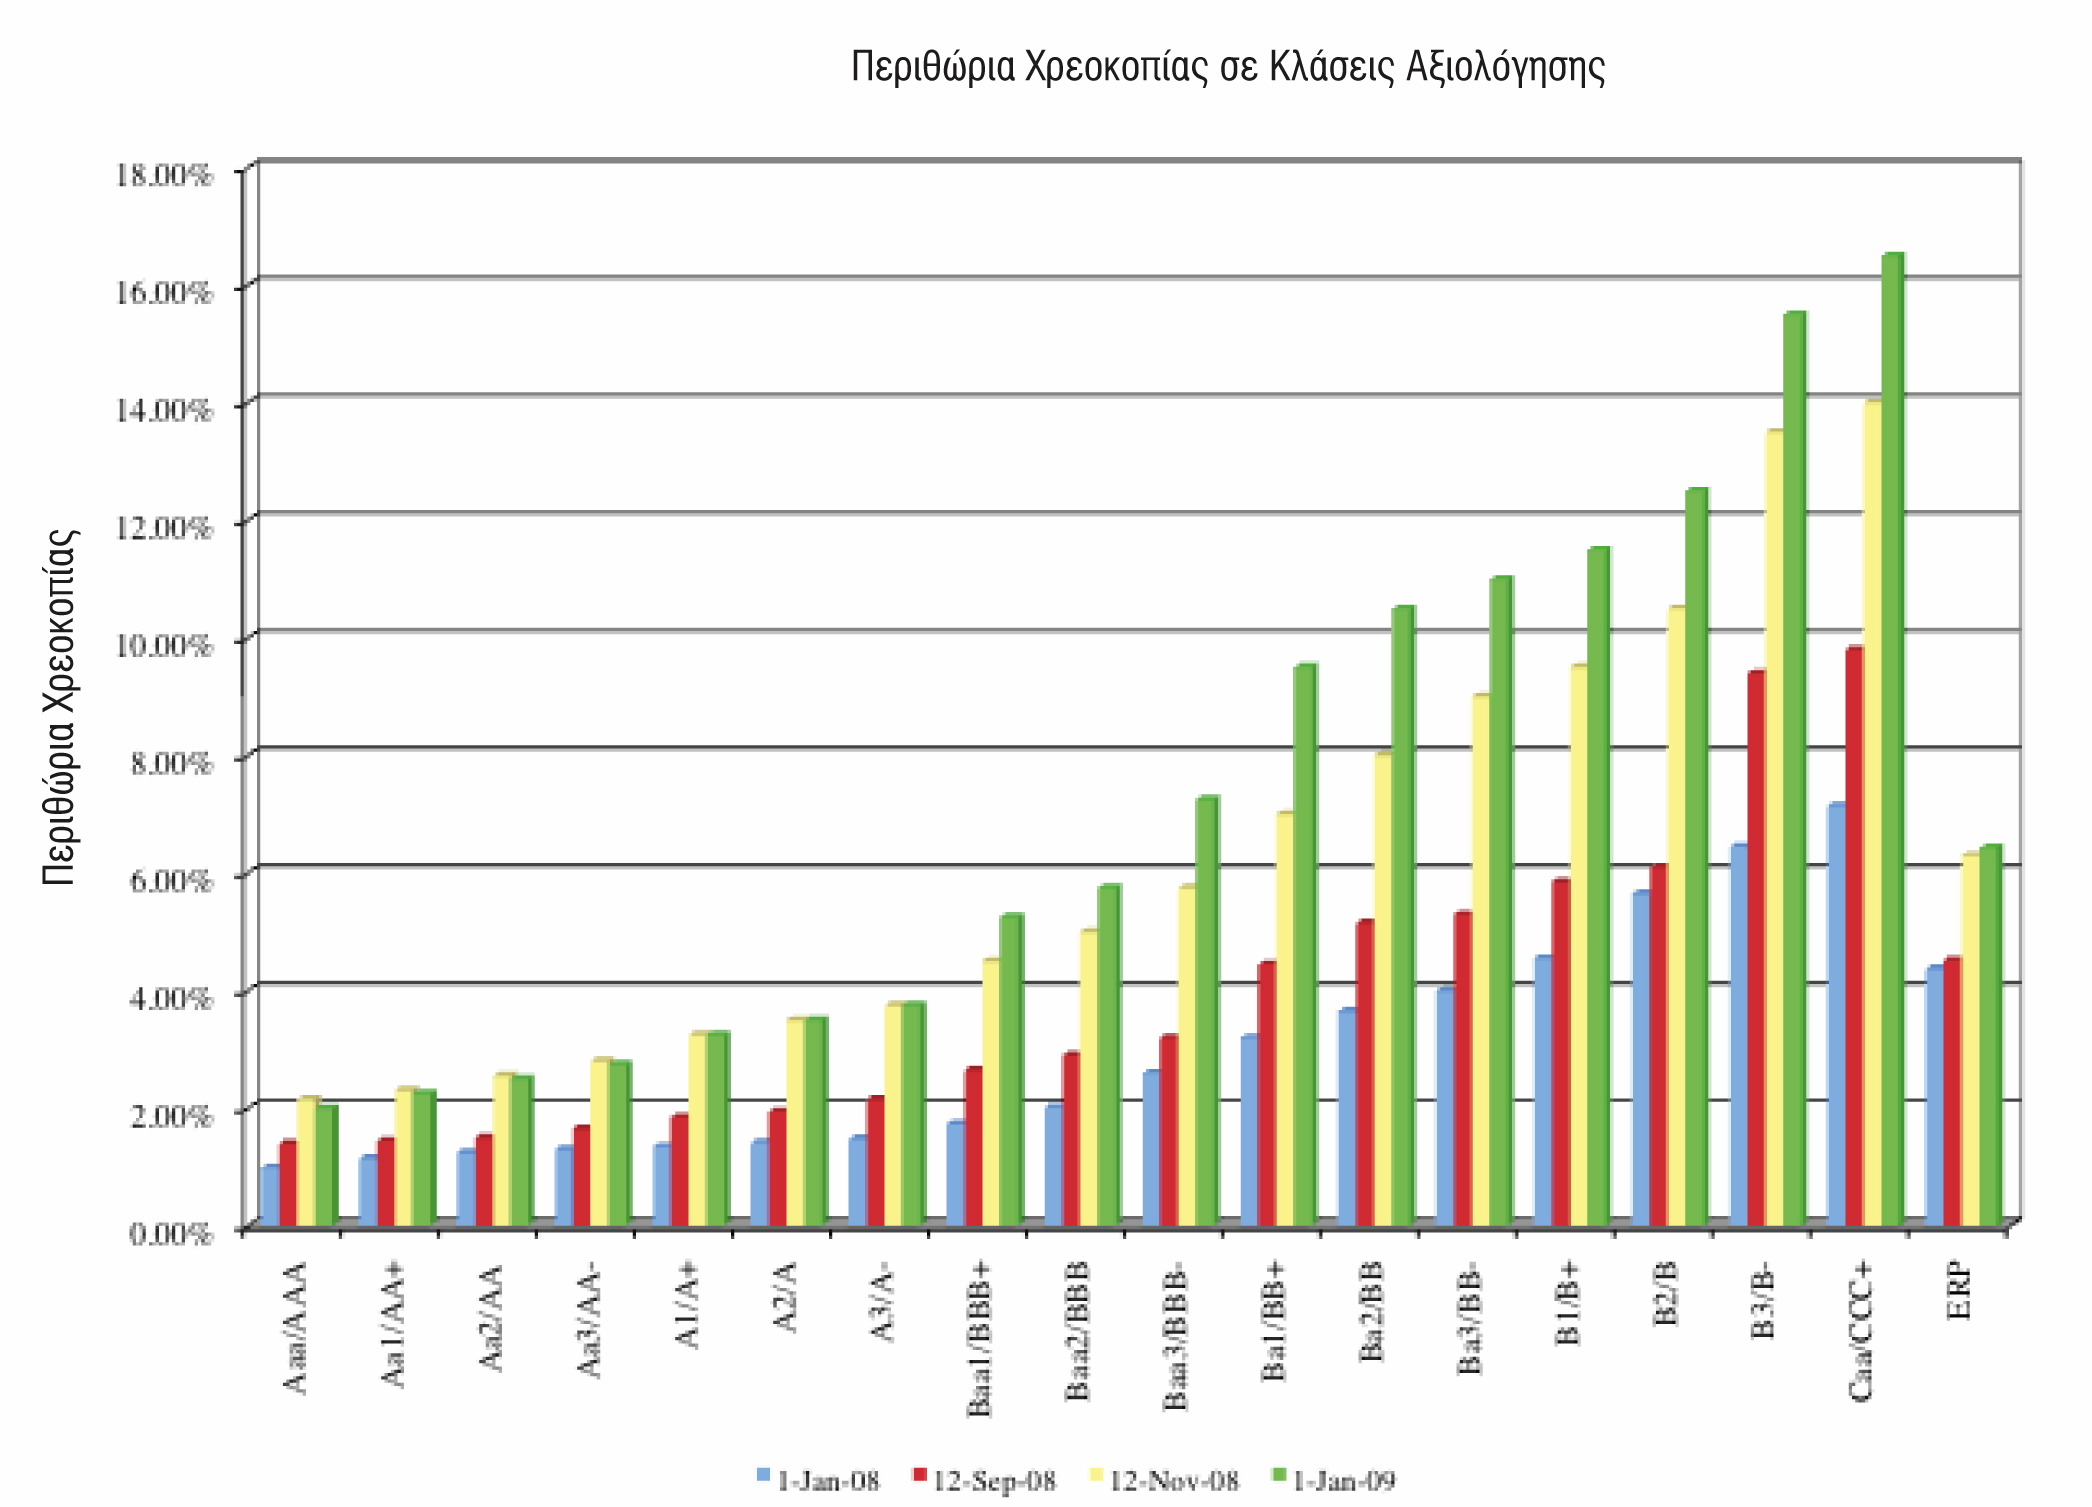 Περιθώρια Χρεοκοπίας σε Κλάσεις Αξιολόγησης
Περιθώρια Χρεοκοπίας
18.00%
16.00%
14.00%
12.00%
10.00%
8.00%
6.00%
4.00%
2.00%
0.00%
Aaa/AAA
Aa1/AA+
Aa2/AA
Aa3/AA-
A1/A+
A2/A
A3/A-
Baa1/BBB+
Baa2/BBB
Baa3/BBB-
Ba1/BB+
Ba2/BB
Ba3/BB-
B1/B+
B2/B
B3/B-
Caa/CCC+
ERP
1-Jan-08 12-Sep-08 12-Nov-08 1-Jan-09